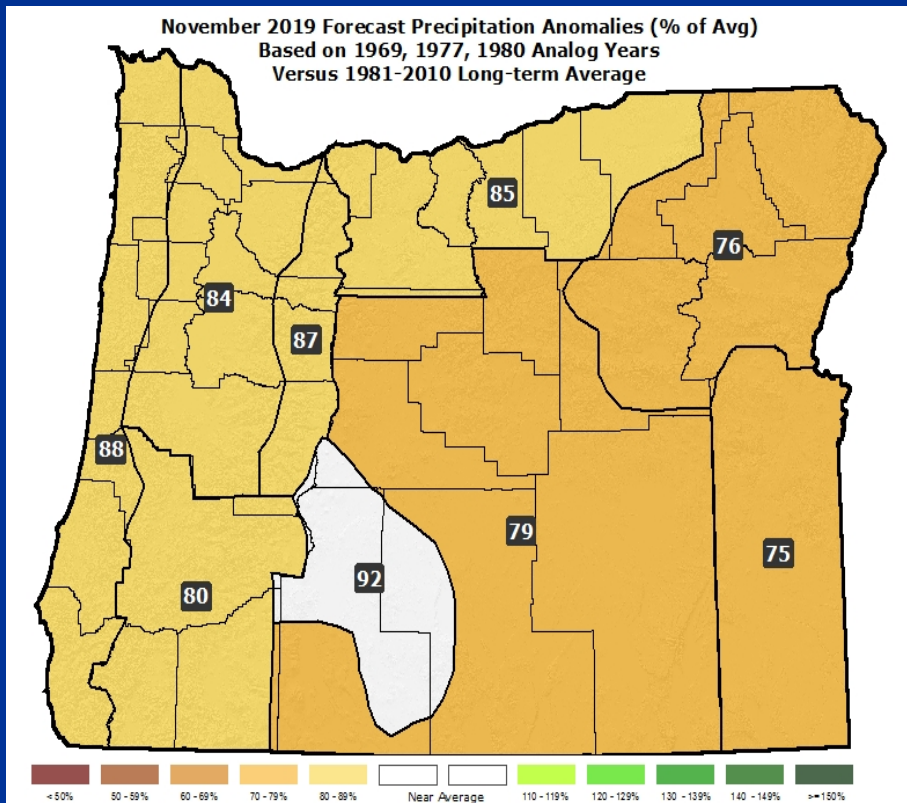 November 2019 Forecast Precipitation Anomalies (% of Avg)
Based on 1969, 1977, 1980 Analog Years
Versus 1981-2010 Long-term Average
85
76
84
87
88
79
75
92
80
< 50%
50 - 59%
60 - 69%
70 - 79%
80 - 89%
Near Average
110 - 119%
120 - 129%
130 - 139%
140 - 149%
>=150%